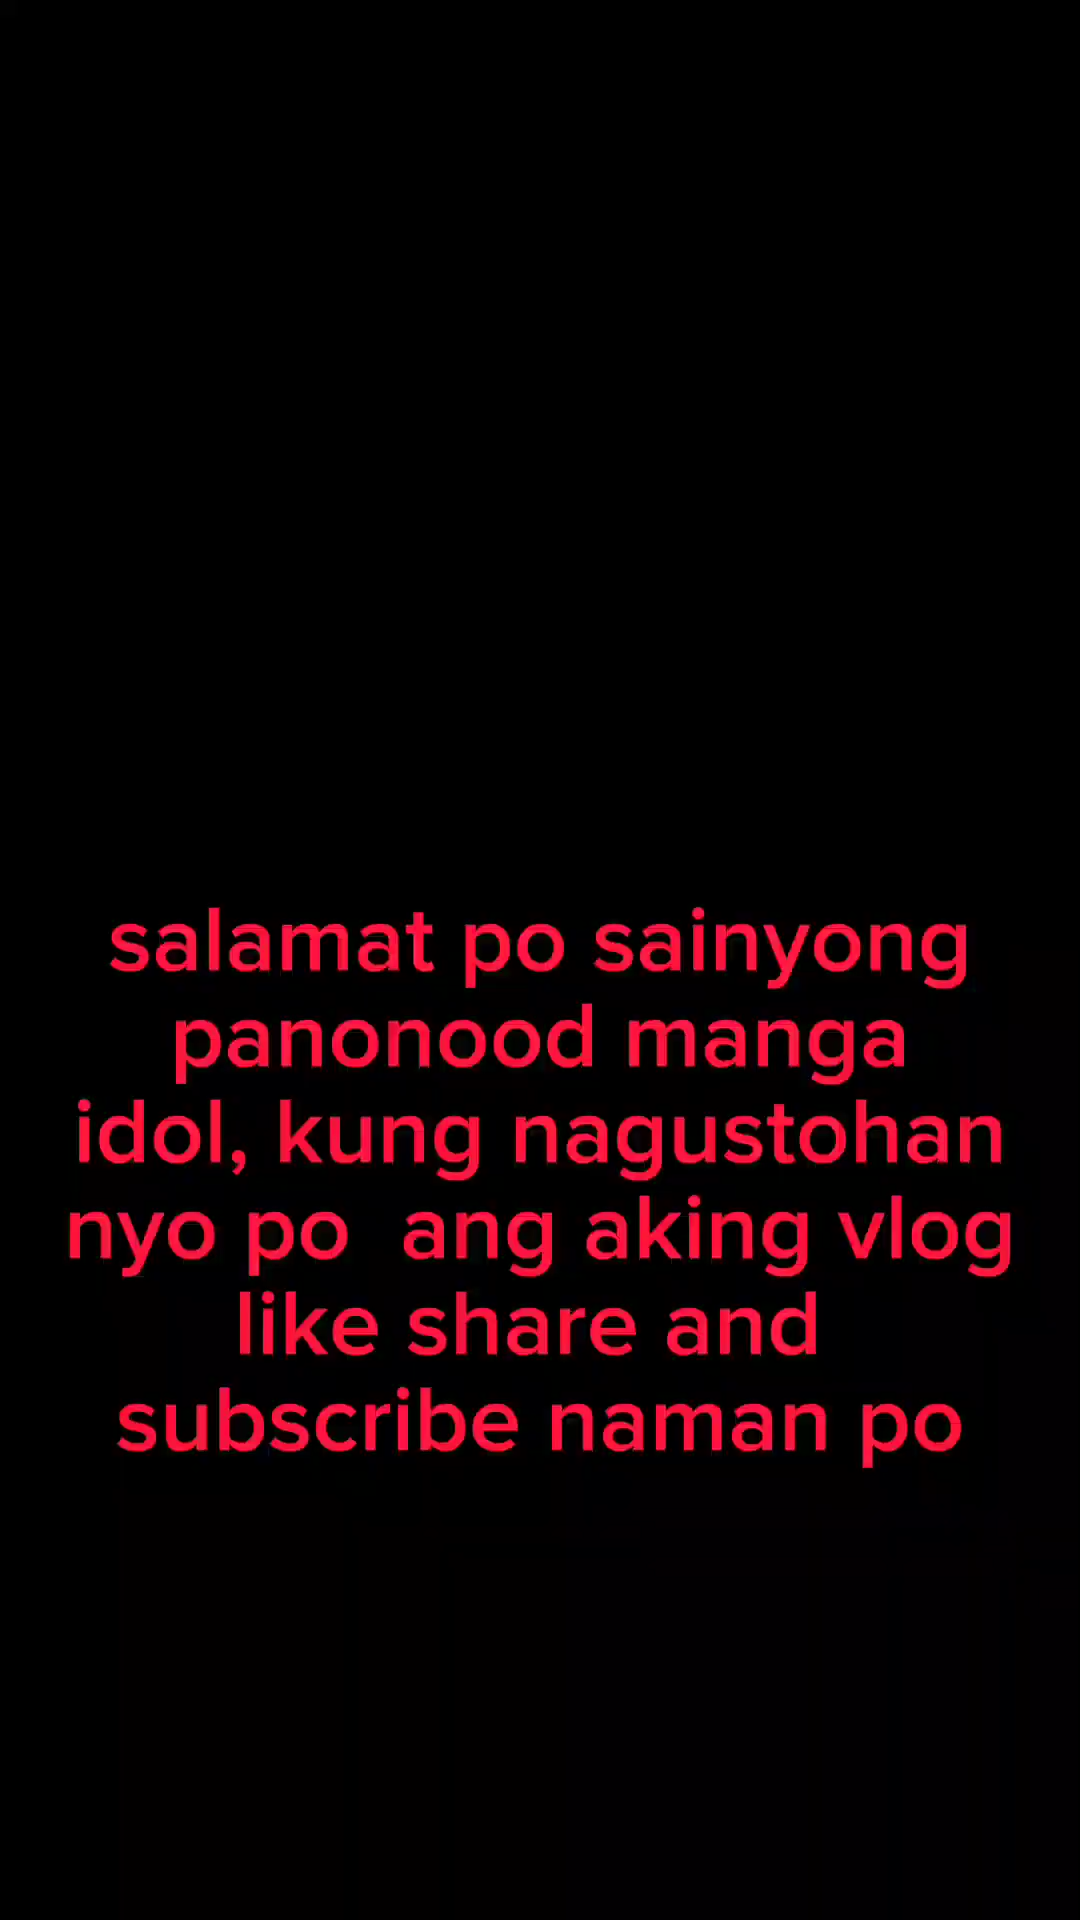 salamat po sainyong
panonood manga
idol, kung nagustohan
nyo po  ang aking vlog
like share and
subscribe naman po